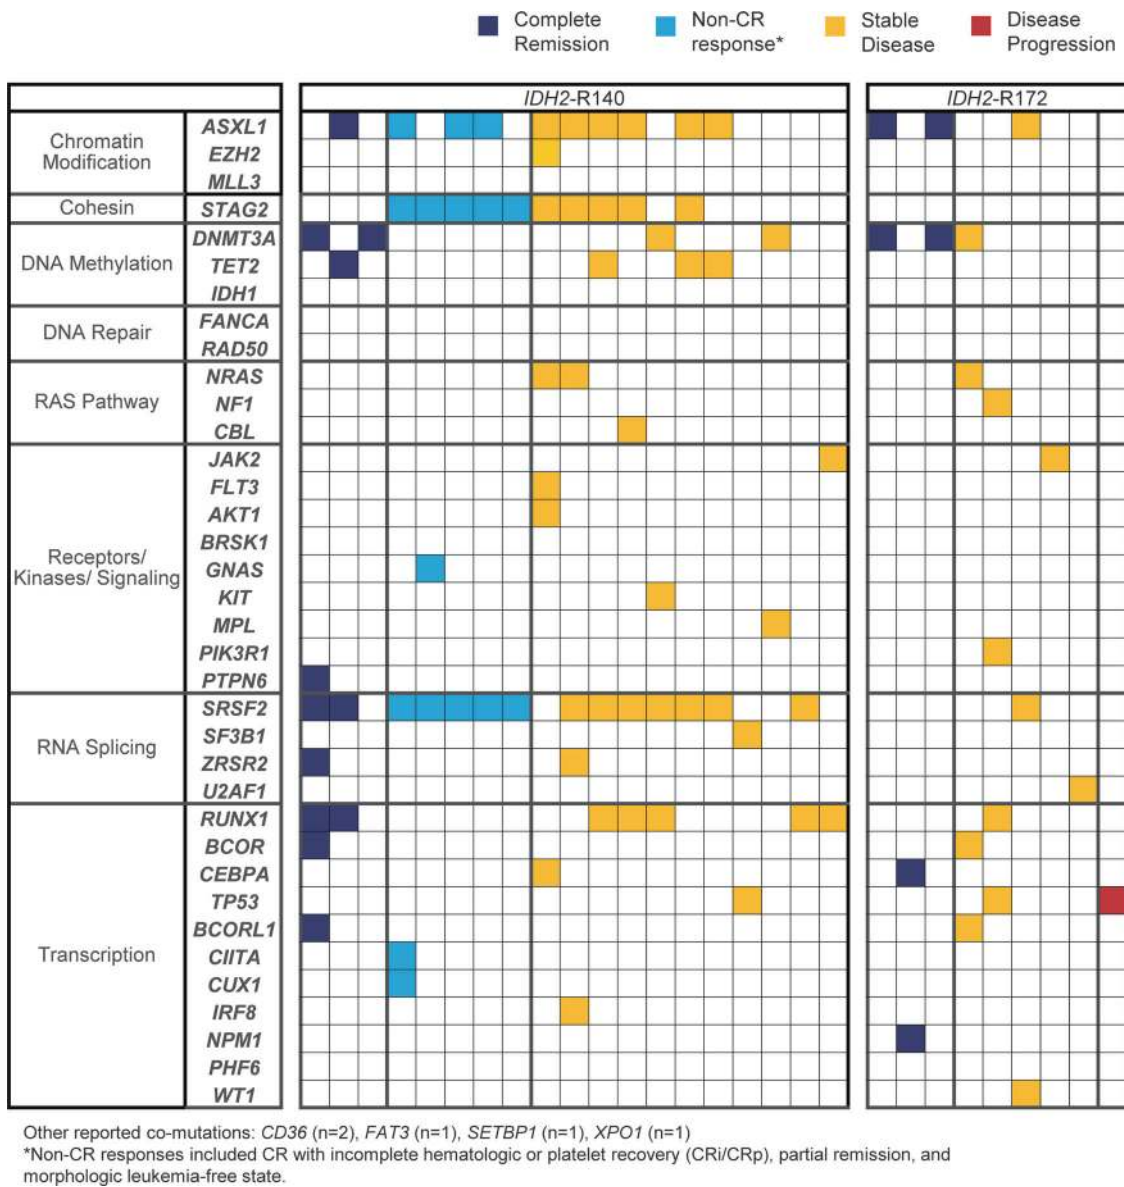 Complete Remission
Non-CR response*
Stable Disease
Disease Progression
IDH2-R140
IDH2-R172
Chromatin Modification
ASXL1
EZH2
MLL3
Cohesin
STAG2
DNA Methylation
DNMT3A
TET2
IDH1
DNA Repair
FANCA
RAD50
RAS Pathway
NRAS
NF1
CBL
Receptors/ Kinases/ Signaling
JAK2
FLT3
AKT1
BRSK1
GNAS
KIT
MPL
PIK3R1
PTPN6
RNA Splicing
SRSF2
SF3B1
ZRSR2
U2AF1
Transcription
RUNX1
BCOR
CEBPA
TP53
BCORL1
CIITA
CUX1
IRF8
NPM1
PHF6
WT1
Other reported co-mutations: CD36 (n=2), FAT3 (n=1), SETBP1 (n=1), XPO1 (n=1)
*Non-CR responses included CR with incomplete hematologic or platelet recovery (CRi/CRp), partial remission, and
morphologic leukemia-free state.